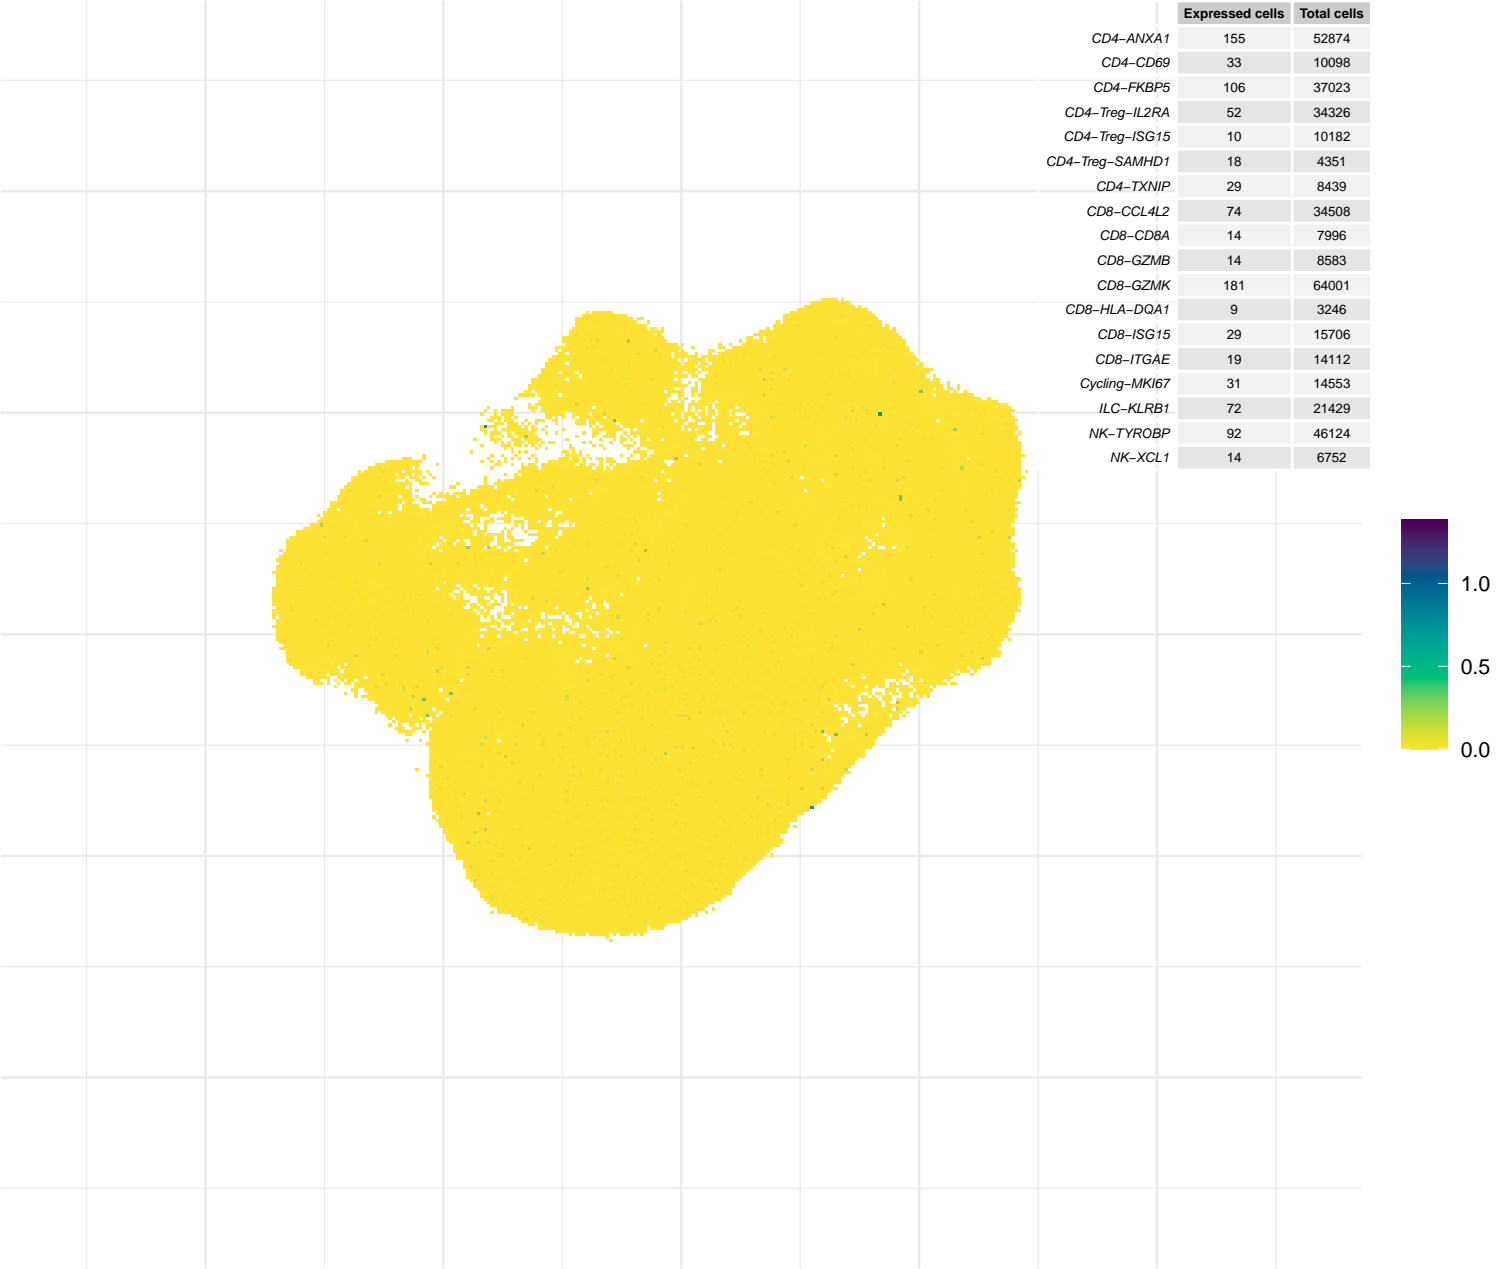 Expressed cells Total cells
CD4−ANXA1 155 52874
CD4−CD69 33 10098
CD4−FKBP5 106 37023
CD4−Treg−IL2RA 52 34326
CD4−Treg−ISG15 10 10182
CD4−Treg−SAMHD1 18 4351
CD4−TXNIP 29 8439
CD8−CCL4L2 74 34508
CD8−CD8A 14 7996
CD8−GZMB 14 8583
CD8−GZMK 181 64001
CD8−HLA−DQA1 9 3246
CD8−ISG15 29 15706
CD8−ITGAE 19 14112
Cycling−MKI67 31 14553
ILC−KLRB1 72 21429
NK−TYROBP 92 46124
NK−XCL1 14 6752
1.0
0.5
0.0